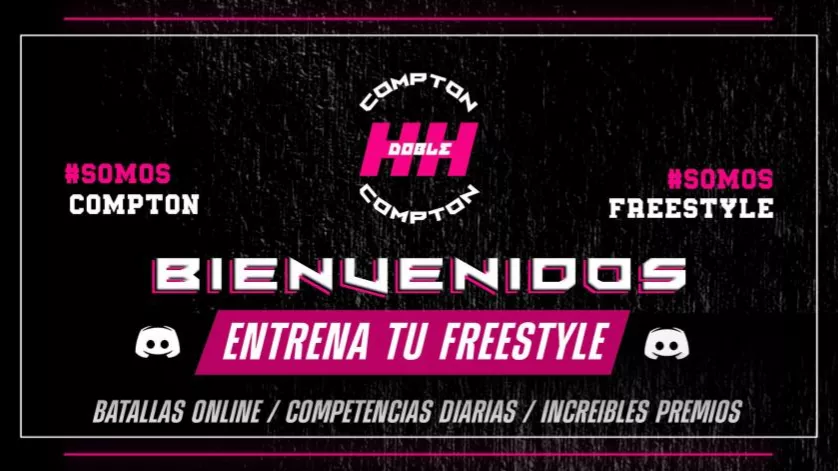 COMPTON
HH
DOBLE
COMPTON
#SOMOS
COMPTON
#SOMOS
FREESTYLE
BIENVENIDOS
ENTRENA TU FREESTYLE
BATALLAS ONLINE / COMPETENCIAS DIARIAS / INCREIBLES PREMIOS